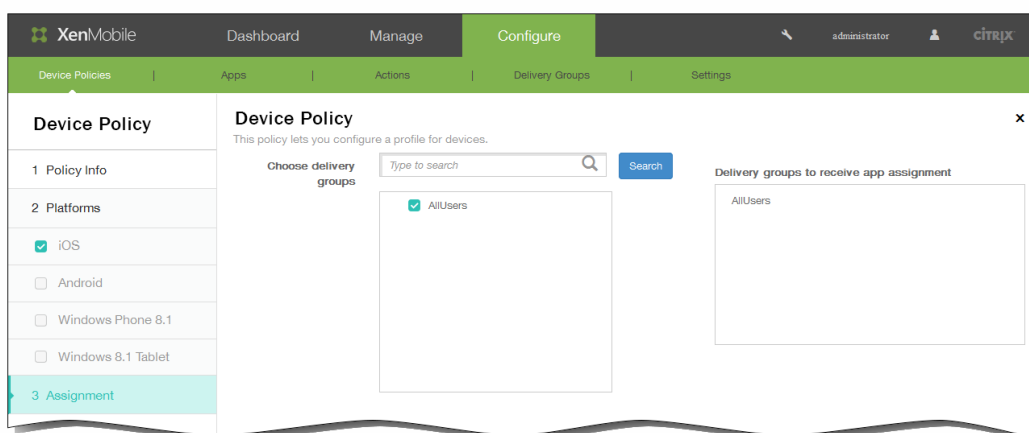 XenMobile Dashboard Manage Configure administrator CİTRIX
Device Policies | Apps | Actions | Delivery Groups | Settings
Device Policy
1 Policy Info
2 Platforms
iOS
Android
Windows Phone 8.1
Windows 8.1 Tablet
3 Assignment
Device Policy x
This policy lets you configure a profile for devices.
Choose delivery
groups
Type to search
Search
AllUsers
Delivery groups to receive app assignment
AllUsers